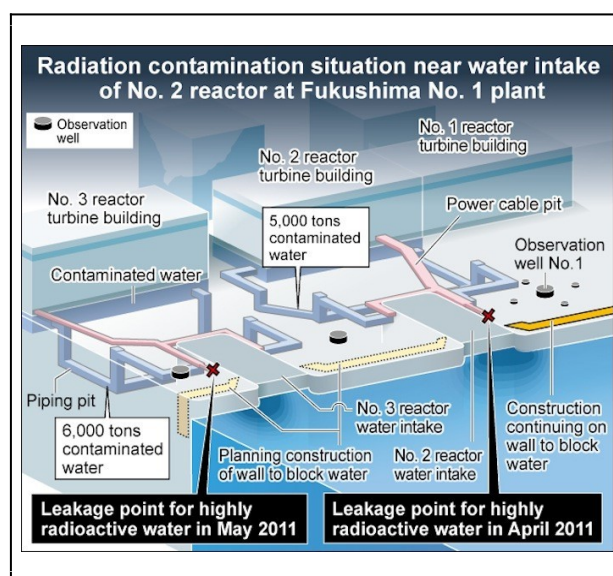 Radiation contamination situation near water intake
of No. 2 reactor at Fukushima No. 1 plant
Observation
well
No. 1 reactor
turbine building
No. 2 reactor
turbine building
No. 3 reactor
turbine building
5,000 tons
contaminated
water
Power cable pit
Contaminated water
Observation
well No.1
Piping pit
6,000 tons
contaminated
water
No. 3 reactor
water intake
Planning construction
of wall to block water
No. 2 reactor
water intake
Construction
continuing on
wall to block
water
Leakage point for highly
radioactive water in May 2011
Leakage point for highly
radioactive water in April 2011